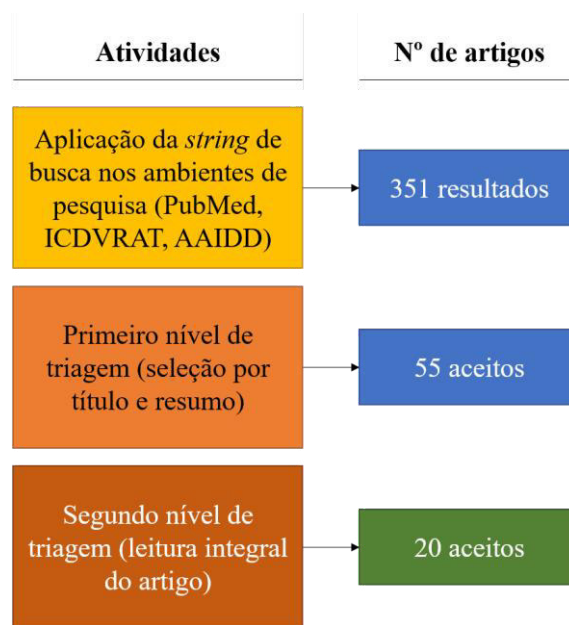 Atividades
Nº de artigos
Aplicação da string de
busca nos ambientes de
pesquisa (PubMed,
ICDVRAT, AAIDD)
351 resultados
Primeiro nível de
triagem (seleção por
título e resumo)
55 aceitos
Segundo nível de
triagem (leitura integral
do artigo)
20 aceitos